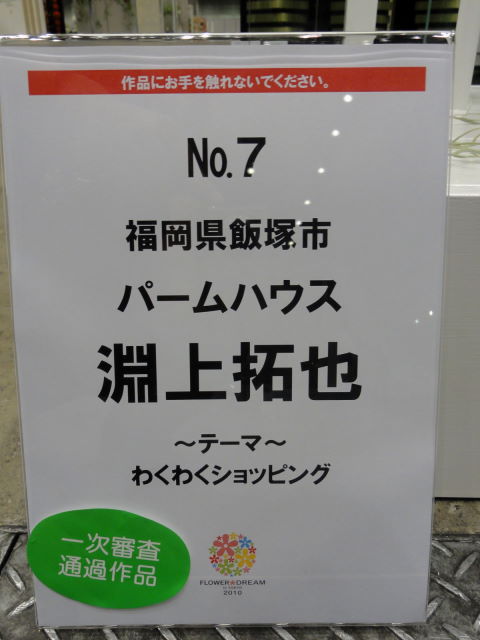 作品にお手を触れないでください。
No.7
福岡県飯塚市
パームハウス
淵上拓也
～テーマ～
わくわくショッピング
一次審査
通過作品
FLOWER★DREAM
in TOKYO
2010